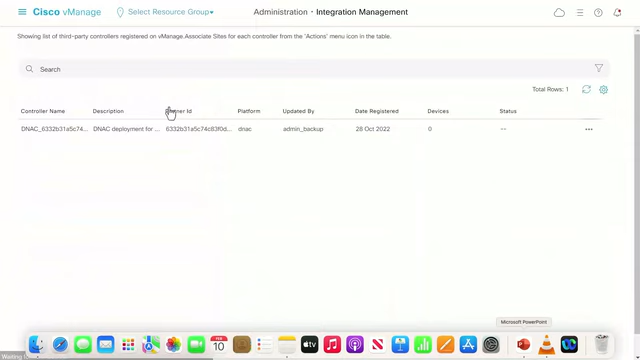 Cisco vManage
Select Resource Group
Administration · Integration Management
Showing list of third-party controllers registered on vManage.Associate Sites for each controller from the 'Actions' menu icon in the table.
Search
Total Rows: 1
Controller Name Description Owner Id Platform Updated By Date Registered Devices Status
DNAC_6332b31a5c74... DNAC deployment for ... 6332b31a5c74c83f0d... dnac admin_backup 28 Oct 2022 0 --
Microsoft PowerPoint
10
Waiting fo